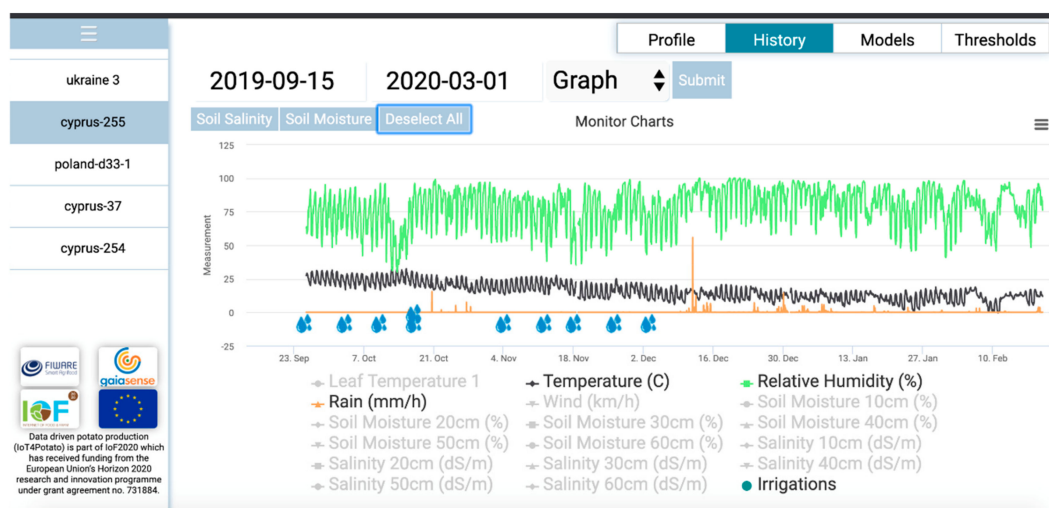 Profile
History
Models
Thresholds
ukraine 3
cyprus-255
poland-d33-1
cyprus-37
cyprus-254
2019-09-15
2020-03-01
Graph
Submit
Soil Salinity
Soil Moisture
Deselect All
Monitor Charts
Measurement
125
100
75
50
25
0
-25
23. Sep
7. Oct
21. Oct
4. Nov
18. Nov
2. Dec
16. Dec
30. Dec
13. Jan
27. Jan
10. Feb
Leaf Temperature 1
Temperature (C)
Relative Humidity (%)
Rain (mm/h)
Wind (km/h)
Soil Moisture 10cm (%)
Soil Moisture 20cm (%)
Soil Moisture 30cm (%)
Soil Moisture 40cm (%)
Soil Moisture 50cm (%)
Soil Moisture 60cm (%)
Salinity 10cm (dS/m)
Salinity 20cm (dS/m)
Salinity 30cm (dS/m)
Salinity 40cm (dS/m)
Salinity 50cm (dS/m)
Salinity 60cm (dS/m)
Irrigations
FIWARE
gaiasense
IoF
Data driven potato production
(IoT4Potato) is part of IoF2020 which
has received funding from the
European Union's Horizon 2020
research and innovation programme
under grant agreement no. 731884.